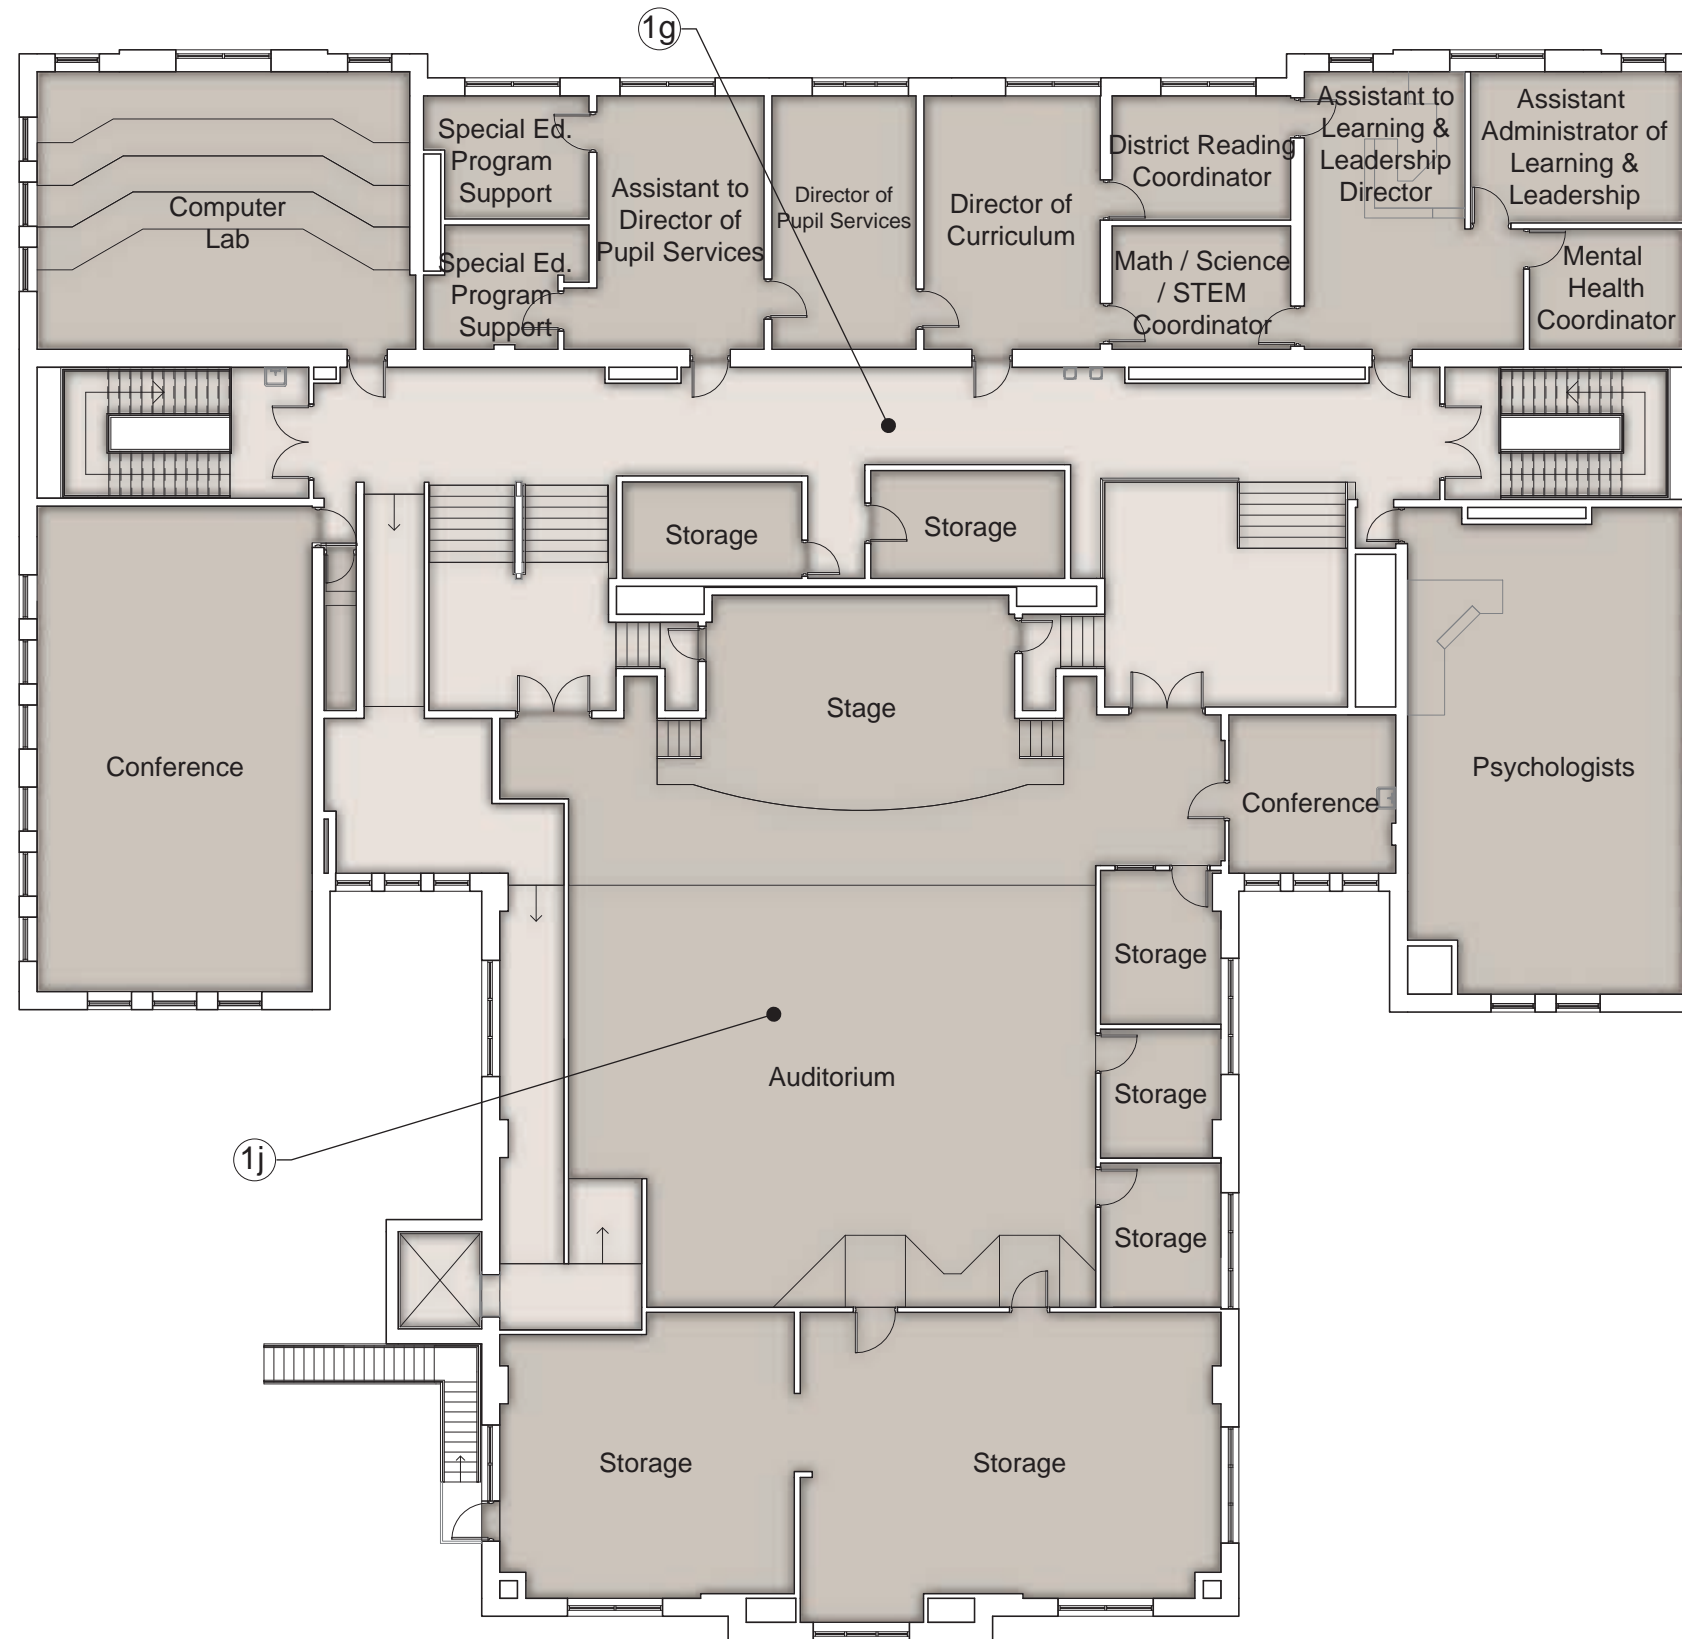 1g
Computer
Lab
Special Ed.
Program
Support
Special Ed.
Program
Support
Assistant to
Director of
Pupil Services
Director of
Pupil Services
Director of
Curriculum
District Reading
Coordinator
Math / Science
/ STEM
Coordinator
Assistant to
Learning &
Leadership
Director
Assistant
Administrator of
Learning &
Leadership
Mental
Health
Coordinator
Storage
Storage
Stage
Conference
Conference
Psychologists
Storage
Auditorium
Storage
1j
Storage
Storage
Storage